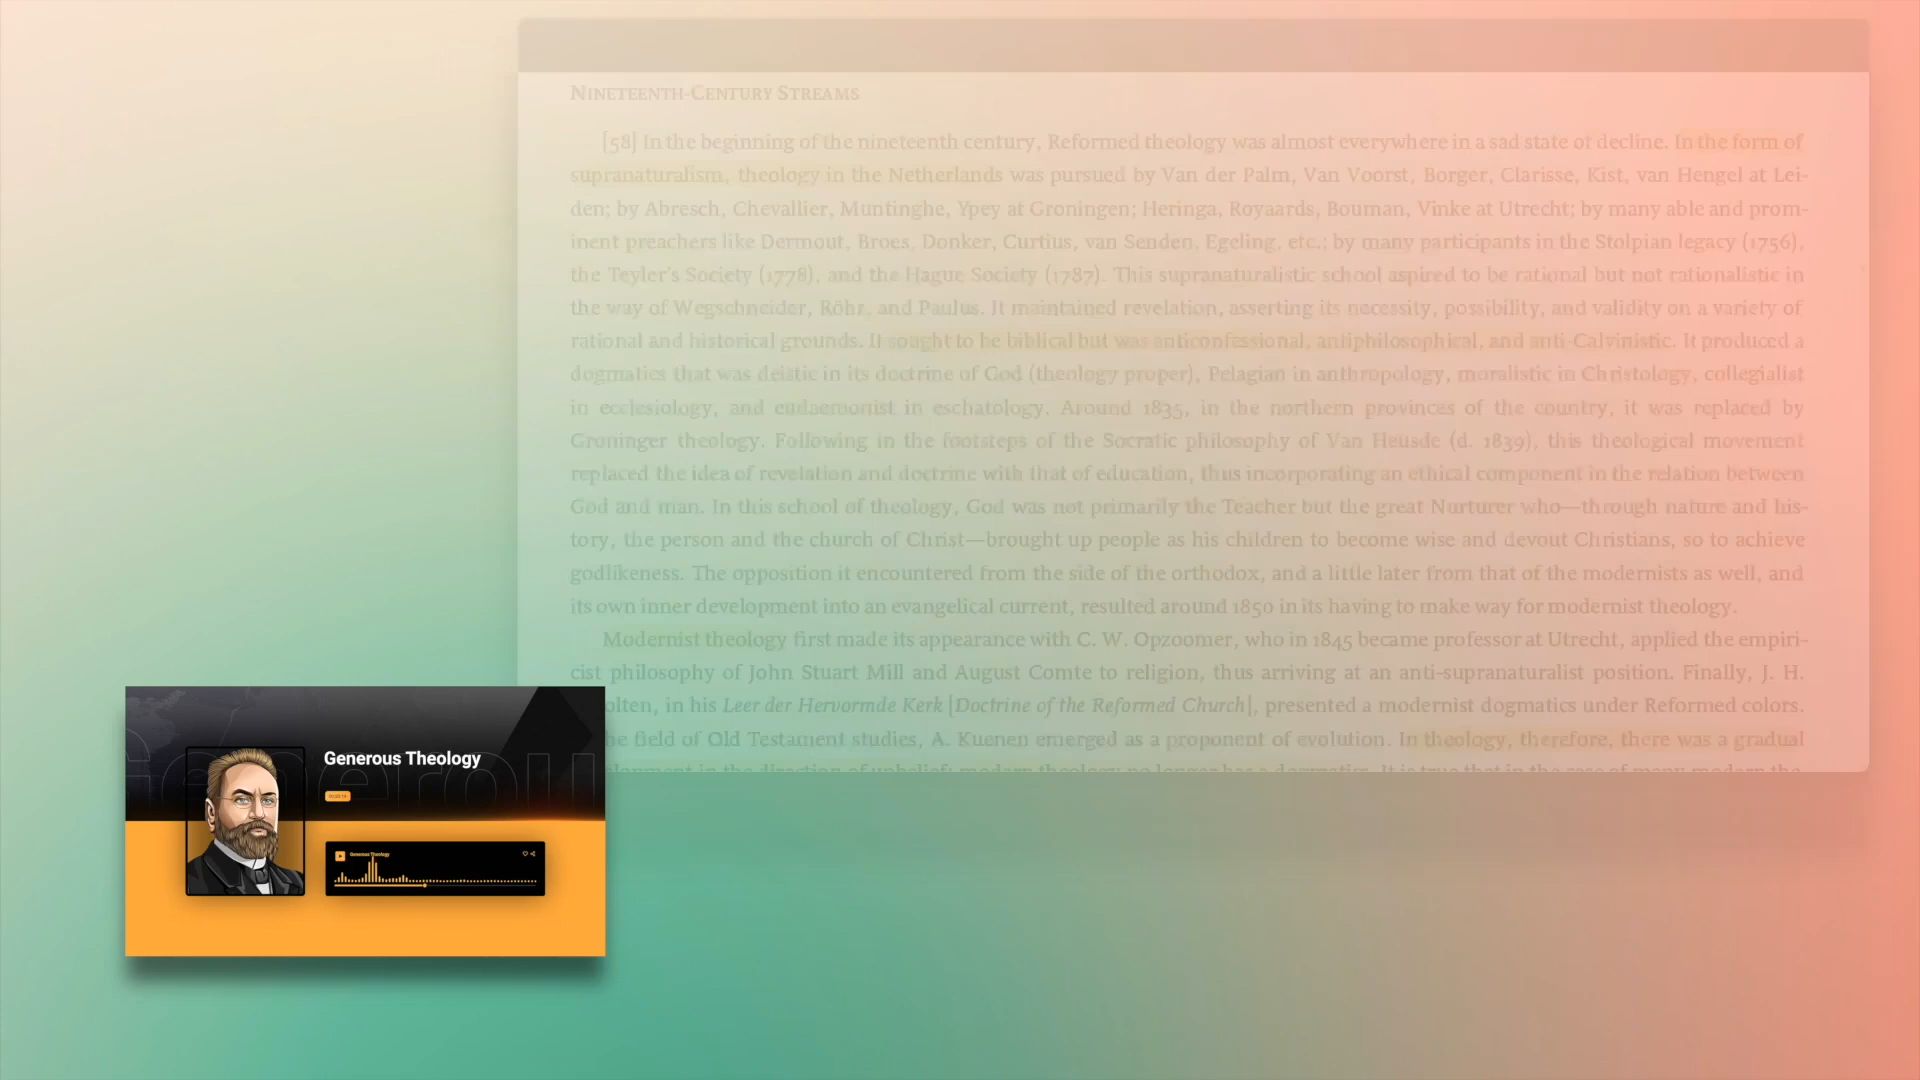 NINETEENTH-CENTURY STREAMS
[58] In the beginning of the nineteenth century, Reformed theology was almost everywhere in a sad state of decline. In the form of
supranaturalism, theology in the Netherlands was pursued by Van der Palm, Van Voorst, Borger, Clarisse, Kist, van Hengel at Lei-
den; by Abresch, Chevallier, Muntinghe, Ypey at Groningen; Heringa, Royaards, Bouman, Vinke at Utrecht; by many able and prom-
inent preachers like Dermout, Broes, Donker, Curtius, van Senden, Egeling, etc.; by many participants in the Stolpian legacy (1756),
the Teyler's Society (1778), and the Hague Society (1787). This supranaturalistic school aspired to be rational but not rationalistic in
the way of Wegschneider, Röhr, and Paulus. It maintained revelation, asserting its necessity, possibility, and validity on a variety of
rational and historical grounds. It sought to be biblical but was anticonfessional, antiphilosophical, and anti-Calvinistic. It produced a
dogmatics that was deistic in its doctrine of God (theology proper), Pelagian in anthropology, moralistic in Christology, collegialist
in ecclesiology, and eudaemonist in eschatology. Around 1835, in the northern provinces of the country, it was replaced by
Groninger theology. Following in the footsteps of the Socratic philosophy of Van Heusde (d. 1839), this theological movement
replaced the idea of revelation and doctrine with that of education, thus incorporating an ethical component in the relation between
God and man. In this school of theology, God was not primarily the Teacher but the great Nurturer who—through nature and his-
tory, the person and the church of Christ—brought up people as his children to become wise and devout Christians, so to achieve
godlikeness. The opposition it encountered from the side of the orthodox, and a little later from that of the modernists as well, and
its own inner development into an evangelical current, resulted around 1850 in its having to make way for modernist theology.
Modernist theology first made its appearance with C. W. Opzoomer, who in 1845 became professor at Utrecht, applied the empiri-
cist philosophy of John Stuart Mill and August Comte to religion, thus arriving at an anti-supranaturalist position. Finally, J. H.
olten, in his Leer der Hervormde Kerk [Doctrine of the Reformed Church], presented a modernist dogmatics under Reformed colors.
he field of Old Testament studies, A. Kuenen emerged as a proponent of evolution. In theology, therefore, there was a gradual
Generous Theology
Generous Theology